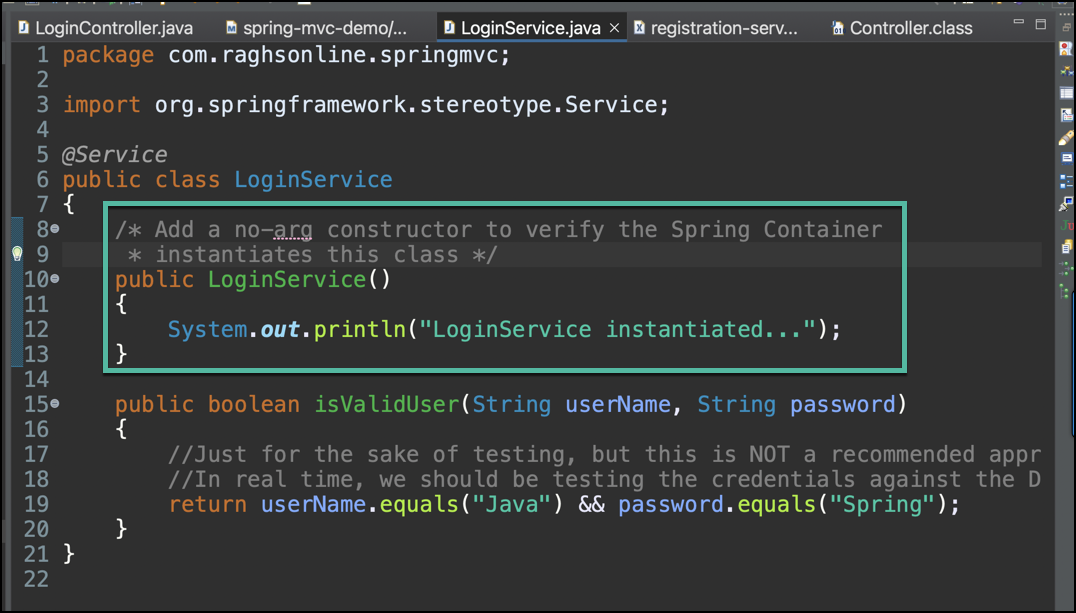 LoginController.java spring-mvc-demo/... LoginService.java registration-serv... Controller.class
1 package com.raghsonline.springmvc;
2
3 import org.springframework.stereotype.Service;
4
5 @Service
6 public class LoginService
7 {
8 /* Add a no-arg constructor to verify the Spring Container
9 * instantiates this class */
10 public LoginService()
11 {
12 System.out.println("LoginService instantiated...");
13 }
14
15 public boolean isValidUser(String userName, String password)
16 {
17 //Just for the sake of testing, but this is NOT a recommended appr
18 //In real time, we should be testing the credentials against the D
19 return userName.equals("Java") && password.equals("Spring");
20 }
21 }
22